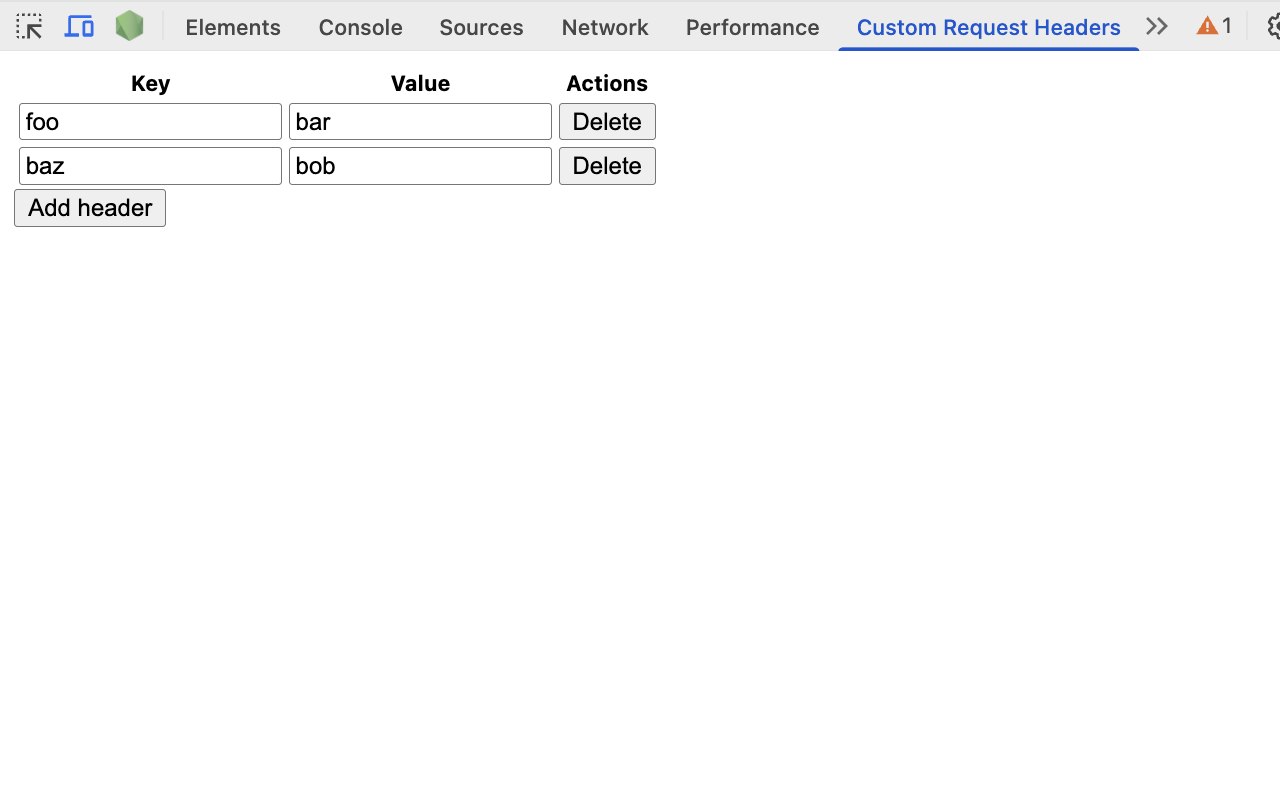 Elements Console Sources Network Performance Custom Request Headers 1
Key Value Actions
foo bar Delete
baz bob Delete
Add header